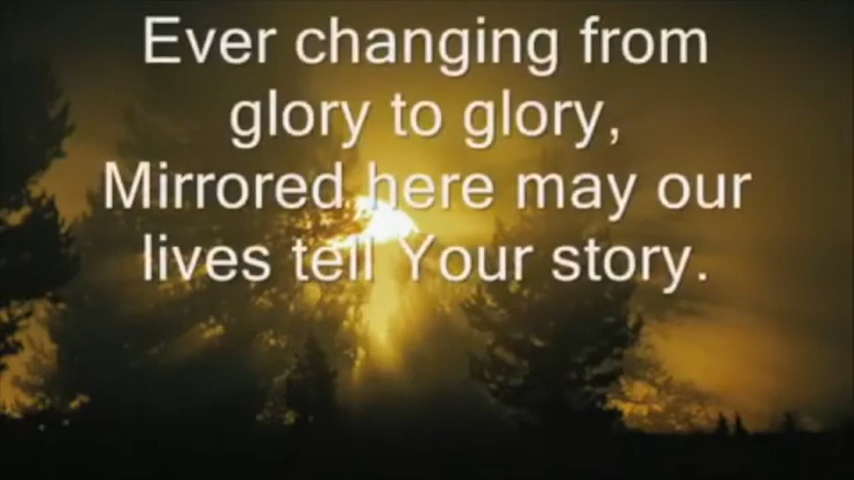 Ever changing from
glory to glory,
Mirrored here may our
lives tell Your story.